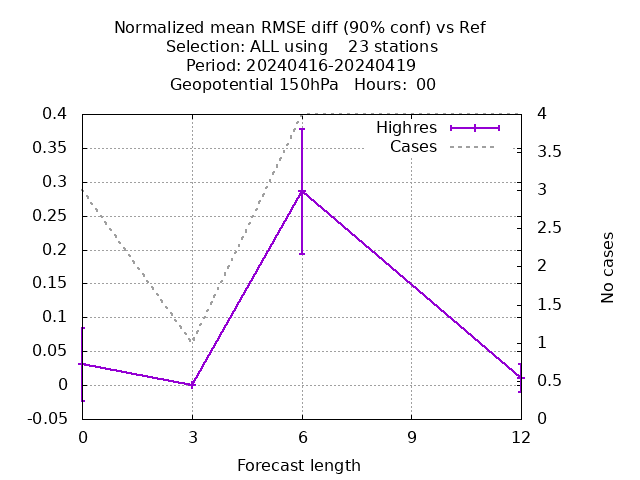 Normalized mean RMSE diff (90% conf) vs Ref
Selection: ALL using    23 stations
Period: 20240416-20240419
Geopotential 150hPa   Hours:  00
Highres
Cases
0.4
0.35
0.3
0.25
0.2
0.15
0.1
0.05
0
-0.05
4
3.5
3
2.5
2
1.5
1
0.5
0
No cases
0 3 6 9 12
Forecast length